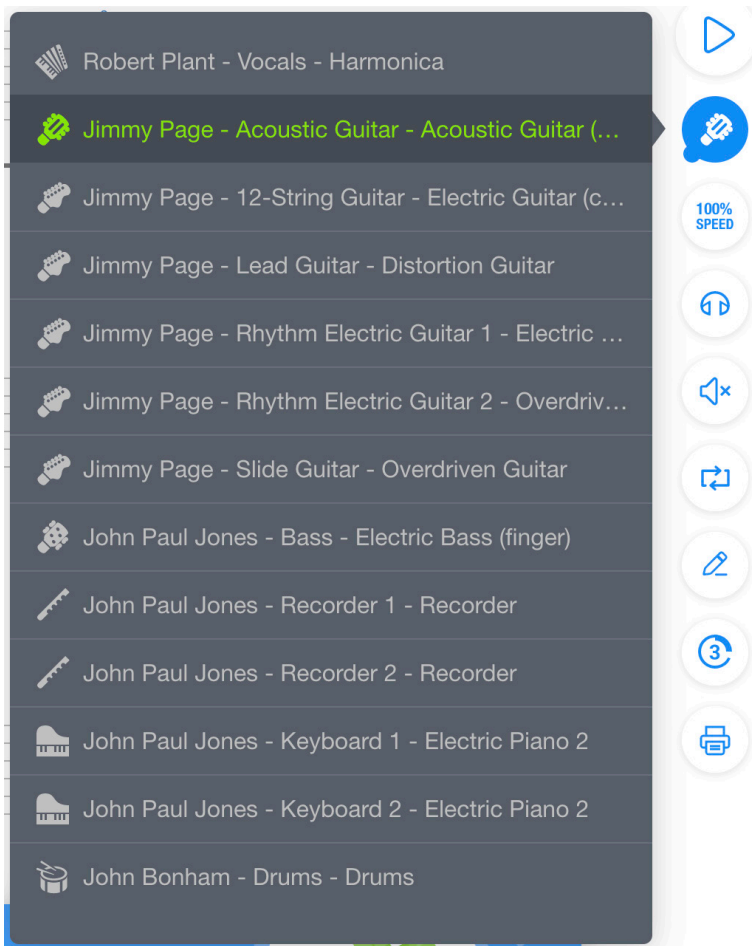 Robert Plant - Vocals - Harmonica
Jimmy Page - Acoustic Guitar - Acoustic Guitar (...
Jimmy Page - 12-String Guitar - Electric Guitar (c...
Jimmy Page - Lead Guitar - Distortion Guitar
Jimmy Page - Rhythm Electric Guitar 1 - Electric ...
Jimmy Page - Rhythm Electric Guitar 2 - Overdriv...
Jimmy Page - Slide Guitar - Overdriven Guitar
John Paul Jones - Bass - Electric Bass (finger)
John Paul Jones - Recorder 1 - Recorder
John Paul Jones - Recorder 2 - Recorder
John Paul Jones - Keyboard 1 - Electric Piano 2
John Paul Jones - Keyboard 2 - Electric Piano 2
John Bonham - Drums - Drums
100%
SPEED
3